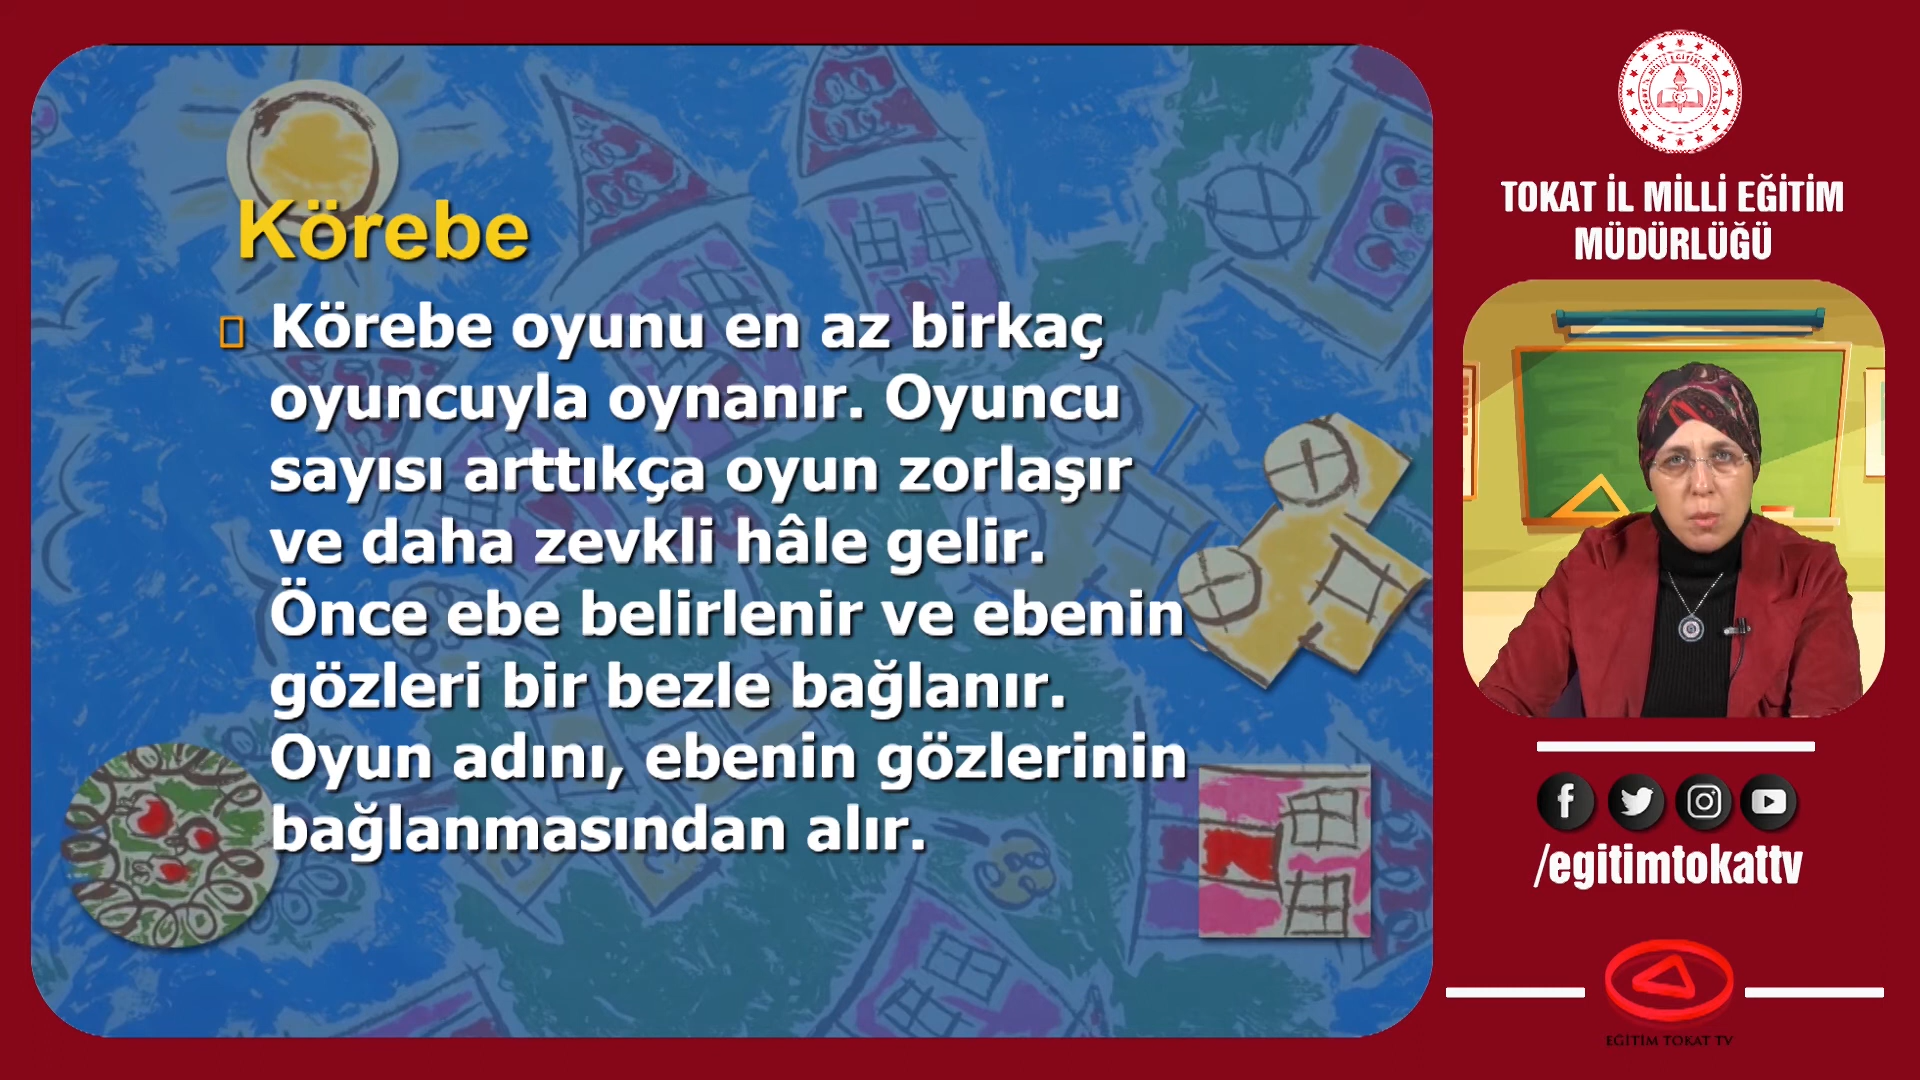 Körebe
Körebe oyunu en az birkaç
oyuncuyla oynanır. Oyuncu
sayısı arttıkça oyun zorlaşır
ve daha zevkli hâle gelir.
Önce ebe belirlenir ve ebenin
gözleri bir bezle bağlanır.
Oyun adını, ebenin gözlerinin
bağlanmasından alır.
TOKAT İL MİLLİ EĞİTİM
MÜDÜRLÜĞÜ
/egitimtokattv
EĞİTİM TOKAT TV